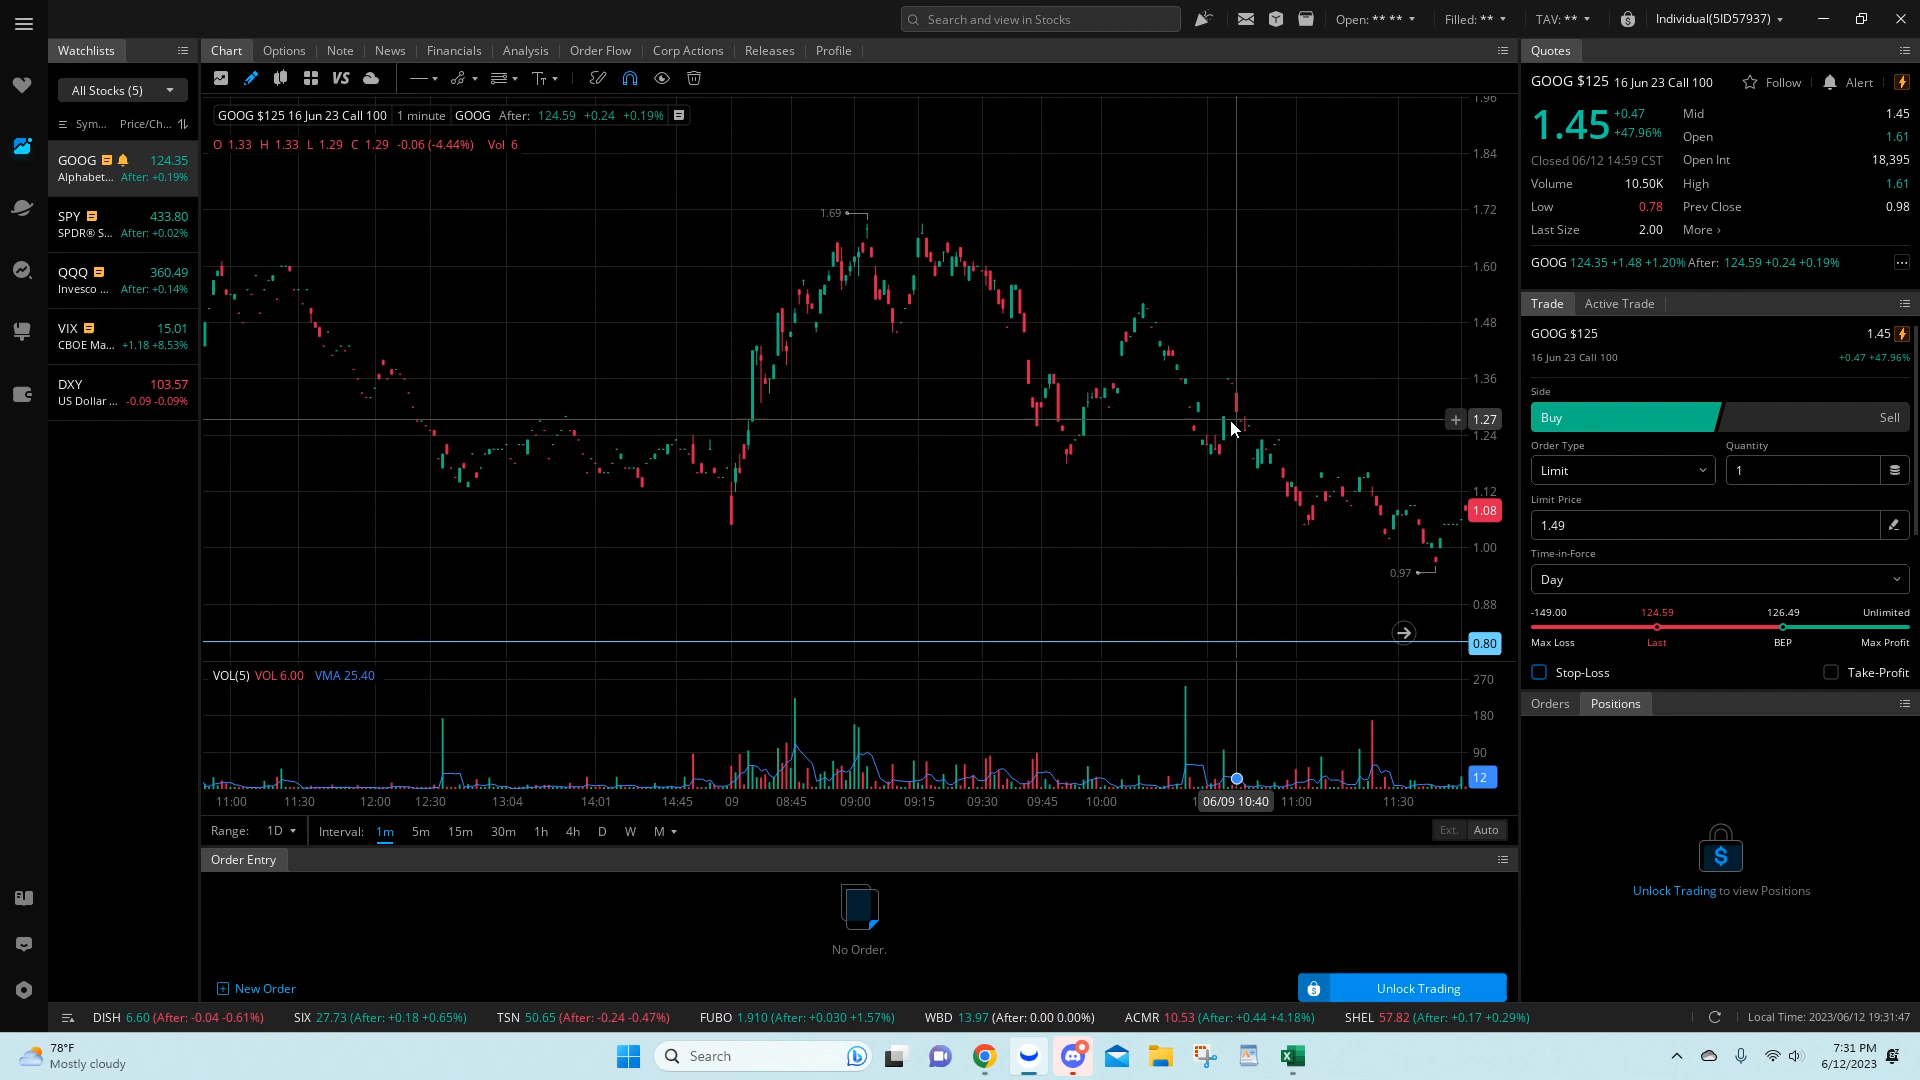 Search and view in Stocks
Open: ** **
Filled: **
TAV: **
Individual(5ID57937)
Watchlists
Chart Options Note News Financials Analysis Order Flow Corp Actions Releases Profile
Quotes
All Stocks (5)
VS
Sym... Price/Ch...
GOOG 124.35
Alphabet... After: +0.19%
SPY 433.80
SPDR® S... After: +0.02%
QQQ 360.49
Invesco ... After: +0.14%
VIX 15.01
CBOE Ma... +1.18 +8.53%
DXY 103.57
US Dollar ... -0.09 -0.09%
GOOG $125 16 Jun 23 Call 100 1 minute GOOG After: 124.59 +0.24 +0.19%
O 1.33 H 1.33 L 1.29 C 1.29 -0.06 (-4.44%) Vol 6
1.69
0.97
1.96
1.84
1.72
1.60
1.48
1.36
1.27
1.24
1.12
1.08
1.00
0.88
0.80
VOL(5) VOL 6.00 VMA 25.40
270
180
90
12
11:00 11:30 12:00 12:30 13:04 14:01 14:45 09 08:45 09:00 09:15 09:30 09:45 10:00 1 06/09 10:40 11:00 11:30
Range: 1D Interval: 1m 5m 15m 30m 1h 4h D W M
Ext. Auto
Order Entry
No Order.
New Order
Unlock Trading
GOOG $125 16 Jun 23 Call 100 Follow Alert
1.45 +0.47
+47.96%
Closed 06/12 14:59 CST
Mid 1.45
Open 1.61
Open Int 18,395
Volume 10.50K High 1.61
Low 0.78 Prev Close 0.98
Last Size 2.00 More ›
GOOG 124.35 +1.48 +1.20% After: 124.59 +0.24 +0.19%
Trade Active Trade
GOOG $125 1.45
16 Jun 23 Call 100 +0.47 +47.96%
Side
Buy Sell
Order Type Quantity
Limit 1
Limit Price
1.49
Time-in-Force
Day
-149.00 124.59 126.49 Unlimited
Max Loss Last BEP Max Profit
Stop-Loss Take-Profit
Orders Positions
$
Unlock Trading to view Positions
DISH 6.60 (After: -0.04 -0.61%) SIX 27.73 (After: +0.18 +0.65%) TSN 50.65 (After: -0.24 -0.47%) FUBO 1.910 (After: +0.030 +1.57%) WBD 13.97 (After: 0.00 0.00%) ACMR 10.53 (After: +0.44 +4.18%) SHEL 57.82 (After: +0.17 +0.29%)
Local Time: 2023/06/12 19:31:47
78°F
Mostly cloudy
Search
7:31 PM
6/12/2023